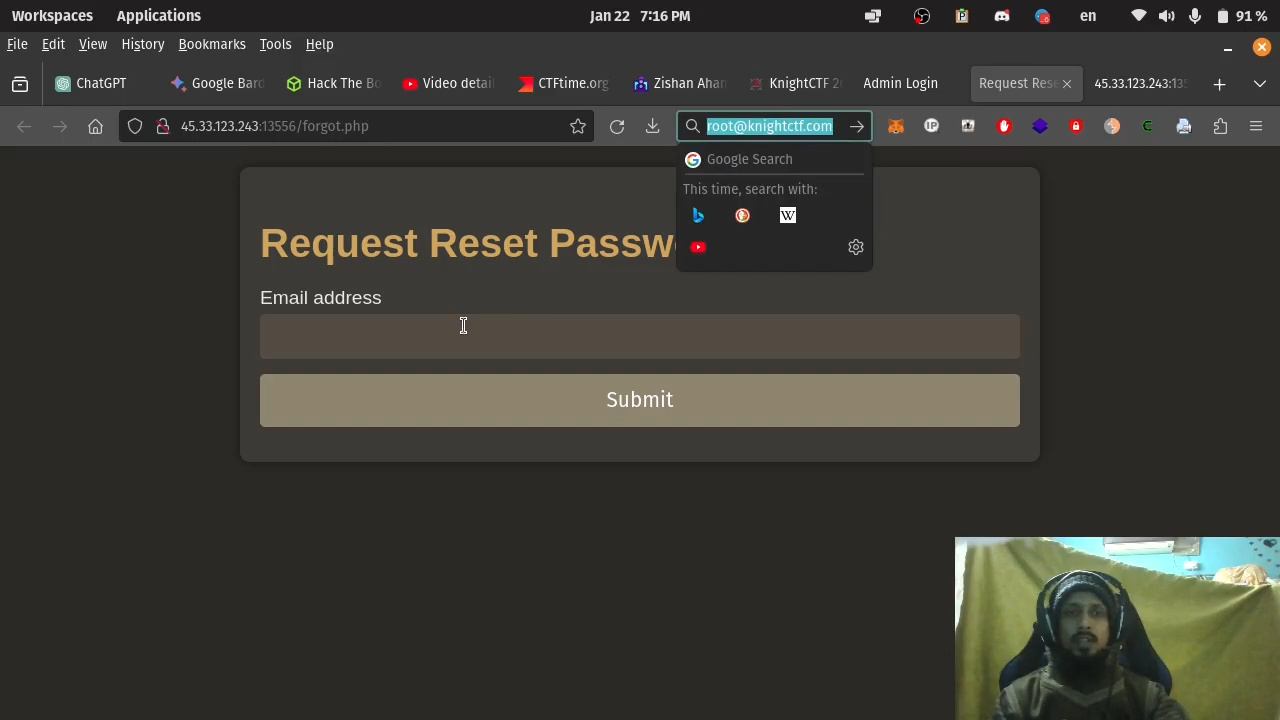 Workspaces Applications Jan 22 7:16 PM en 91 %
File Edit View History Bookmarks Tools Help
ChatGPT Google Bard Hack The Bo Video detai CTFtime.org Zishan Ahan KnightCTF 2 Admin Login Request Rese 45.33.123.243:135
45.33.123.243:13556/forgot.php root@knightctf.com
Google Search
This time, search with:
Request Reset Passw
Email address
Submit